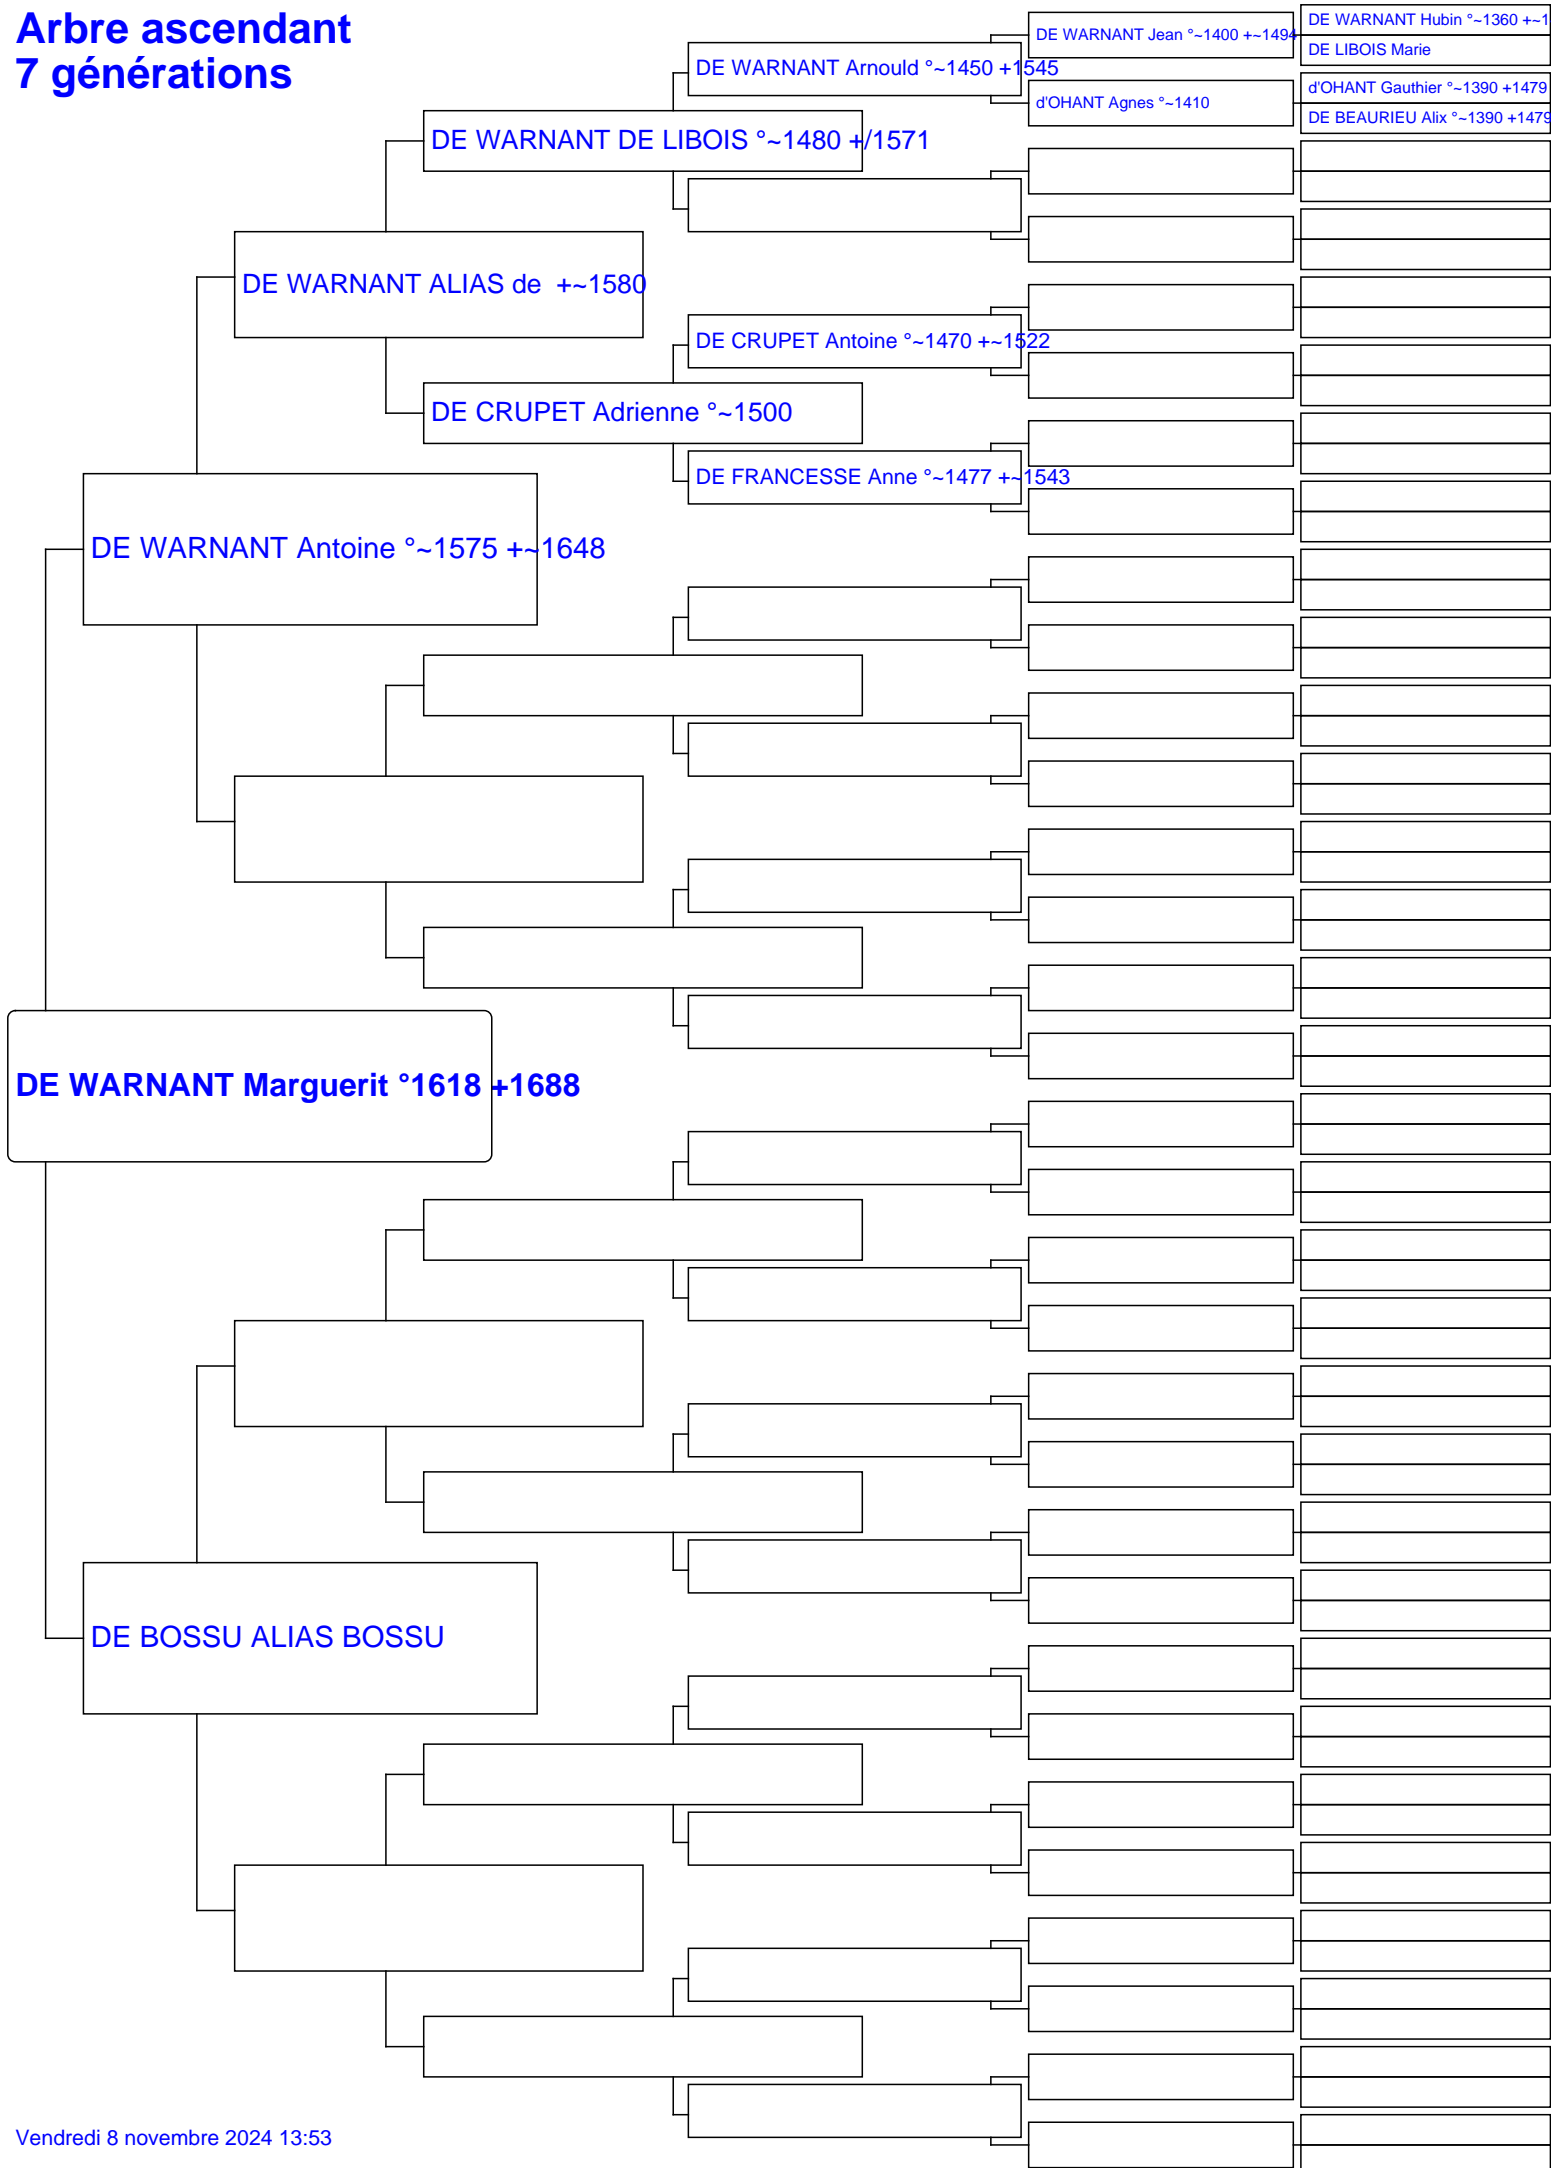 Arbre ascendant
7 générations
DE WARNANT Hubin °~1360 +~1
DE WARNANT Jean °~1400 +~1494
DE LIBOIS Marie
DE WARNANT Arnould °~1450 +1545
d'OHANT Gauthier °~1390 +1479
d'OHANT Agnes °~1410
DE BEAURIEU Alix °~1390 +1479
DE WARNANT DE LIBOIS °~1480 +/1571
DE WARNANT ALIAS de  +~1580
DE CRUPET Antoine °~1470 +~1522
DE CRUPET Adrienne °~1500
DE FRANCESSE Anne °~1477 +~1543
DE WARNANT Antoine °~1575 +~1648
DE WARNANT Marguerit °1618 +1688
DE BOSSU ALIAS BOSSU
Vendredi 8 novembre 2024 13:53